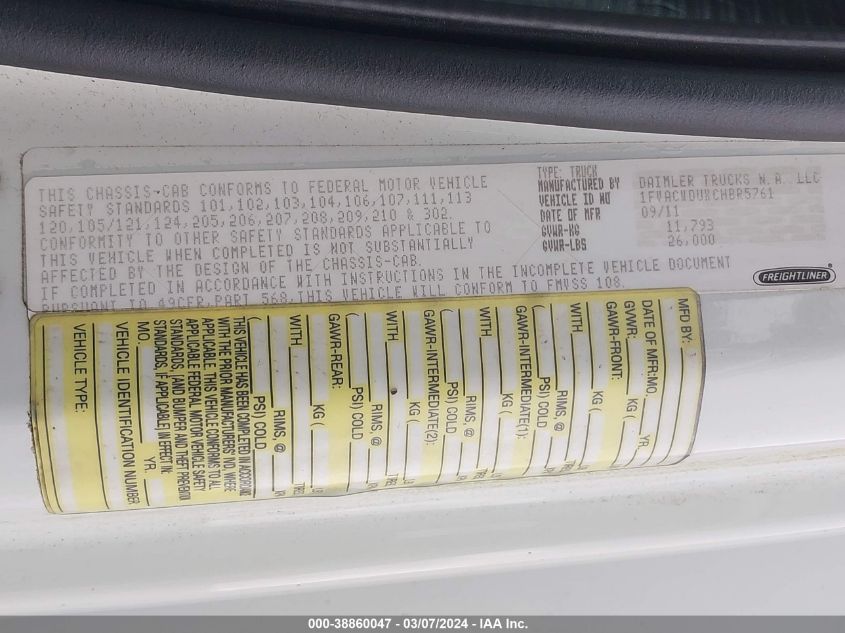 THIS CHASSIS-CAB CONFORMS TO FEDERAL MOTOR VEHICLE
SAFETY STANDARDS 101,102,103,104,106,107,111,113
120,105/121,124,205,206,207,208,209,210 & 302.
CONFORMITY TO OTHER SAFETY STANDARDS APPLICABLE TO
THIS VEHICLE WHEN COMPLETED IS NOT SUBSTANTIALLY
AFFECTED BY THE DESIGN OF THE CHASSIS-CAB.
IF COMPLETED IN ACCORDANCE WITH INSTRUCTIONS IN THE INCOMPLETE VEHICLE DOCUMENT
PURSUANT TO 49CFR,PART 568,THIS VEHICLE WILL CONFORM TO FMVSS 108.
TYPE: TRUCK
MANUFACTURED BY DAIMLER TRUCKS N.A. LLC
VEHICLE ID NO 1FVACWDUXCHBR5761
DATE OF MFR 09/11
GVWR-KG 11,793
GVWR-LBS 26,000
FREIGHTLINER
MFD BY:
DATE OF MFR: MO. YR.
GVWR: KG (
GAWR-FRONT:
KG (
WITH
RIMS, @
( PSI) COLD
GAWR-INTERMEDIATE(1):
KG (
WITH
RIMS, @
( PSI) COLD
GAWR-INTERMEDIATE(2):
KG (
WITH
RIMS, @
( PSI) COLD
GAWR-REAR:
KG (
WITH
RIMS, @
( PSI) COLD
THIS VEHICLE HAS BEEN COMPLETED IN ACCORDANCE
WITH THE PRIOR MANUFACTURERS' IVD, WHERE
APPLICABLE. THIS VEHICLE CONFORMS TO ALL
APPLICABLE FEDERAL MOTOR VEHICLE SAFETY
STANDARDS, [AND BUMPER AND THEFT PREVENTION
STANDARDS, IF APPLICABLE] IN EFFECT IN:
MO. YR.
VEHICLE IDENTIFICATION NUMBER
VEHICLE TYPE:
000-38860047 - 03/07/2024 - IAA Inc.